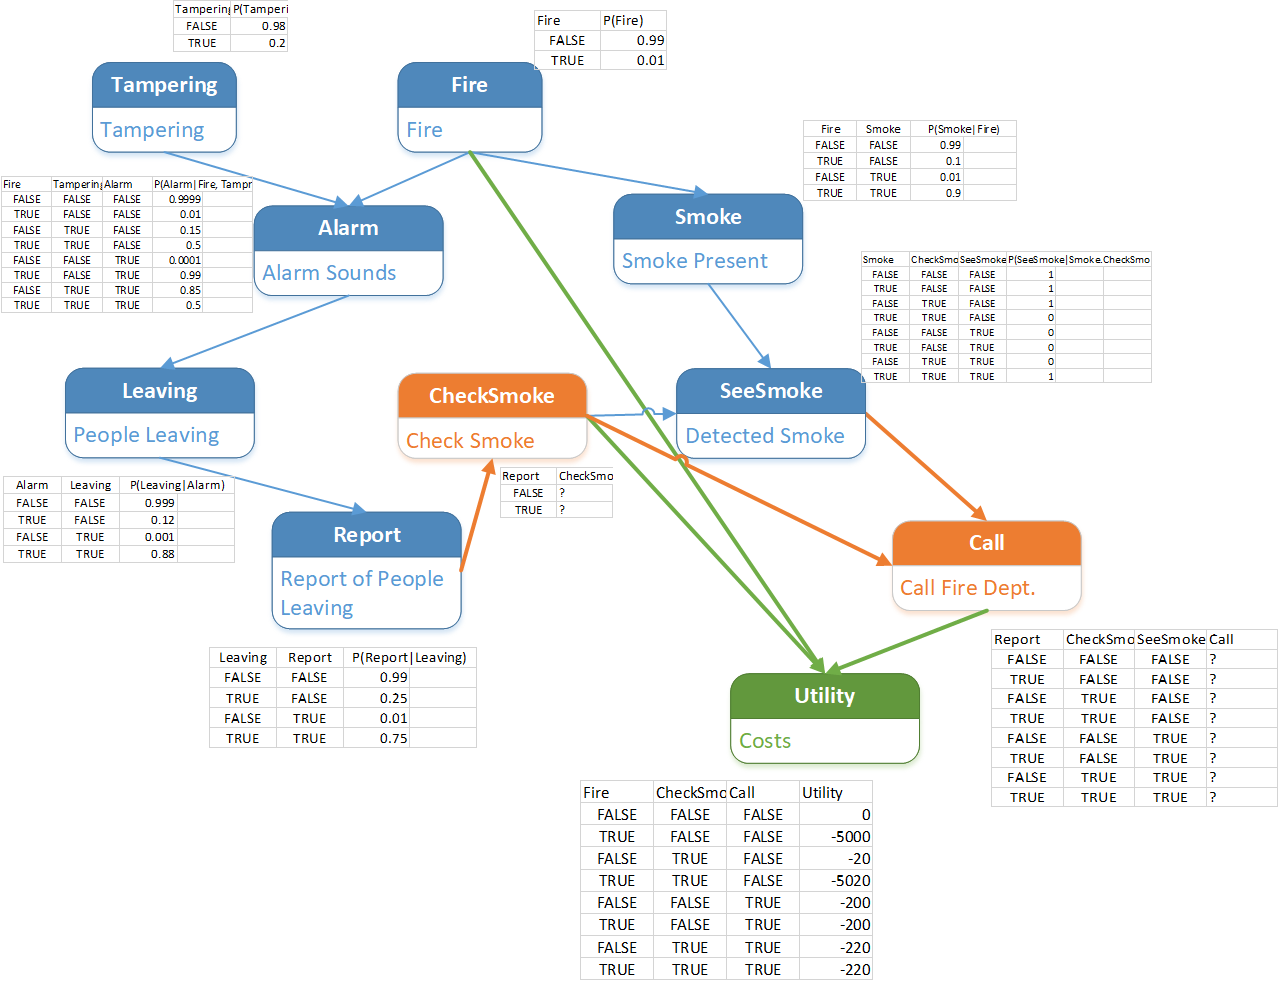 Tampering P(Tamperi
FALSE 0.98
TRUE 0.2
Fire P(Fire)
FALSE 0.99
TRUE 0.01
Tampering
Tampering
Fire
Fire
Fire Smoke P(Smoke|Fire)
FALSE FALSE 0.99
TRUE FALSE 0.1
FALSE TRUE 0.01
TRUE TRUE 0.9
Fire Tampering Alarm P(Alarm|Fire, Tampr
FALSE FALSE FALSE 0.9999
TRUE FALSE FALSE 0.01
FALSE TRUE FALSE 0.15
TRUE TRUE FALSE 0.5
FALSE FALSE TRUE 0.0001
TRUE FALSE TRUE 0.99
FALSE TRUE TRUE 0.85
TRUE TRUE TRUE 0.5
Alarm
Alarm Sounds
Smoke
Smoke Present
Smoke CheckSmo SeeSmoke P(SeeSmoke|Smoke.CheckSmo
FALSE FALSE FALSE 1
TRUE FALSE FALSE 1
FALSE TRUE FALSE 1
TRUE TRUE FALSE 0
FALSE FALSE TRUE 0
TRUE FALSE TRUE 0
FALSE TRUE TRUE 0
TRUE TRUE TRUE 1
Leaving
People Leaving
CheckSmoke
Check Smoke
SeeSmoke
Detected Smoke
Report CheckSmo
FALSE ?
TRUE ?
Alarm Leaving P(Leaving|Alarm)
FALSE FALSE 0.999
TRUE FALSE 0.12
FALSE TRUE 0.001
TRUE TRUE 0.88
Report
Report of People
Leaving
Call
Call Fire Dept.
Leaving Report P(Report|Leaving)
FALSE FALSE 0.99
TRUE FALSE 0.25
FALSE TRUE 0.01
TRUE TRUE 0.75
Report CheckSmo SeeSmoke Call
FALSE FALSE FALSE ?
TRUE FALSE FALSE ?
FALSE TRUE FALSE ?
TRUE TRUE FALSE ?
FALSE FALSE TRUE ?
TRUE FALSE TRUE ?
FALSE TRUE TRUE ?
TRUE TRUE TRUE ?
Utility
Costs
Fire CheckSmo Call Utility
FALSE FALSE FALSE 0
TRUE FALSE FALSE -5000
FALSE TRUE FALSE -20
TRUE TRUE FALSE -5020
FALSE FALSE TRUE -200
TRUE FALSE TRUE -200
FALSE TRUE TRUE -220
TRUE TRUE TRUE -220